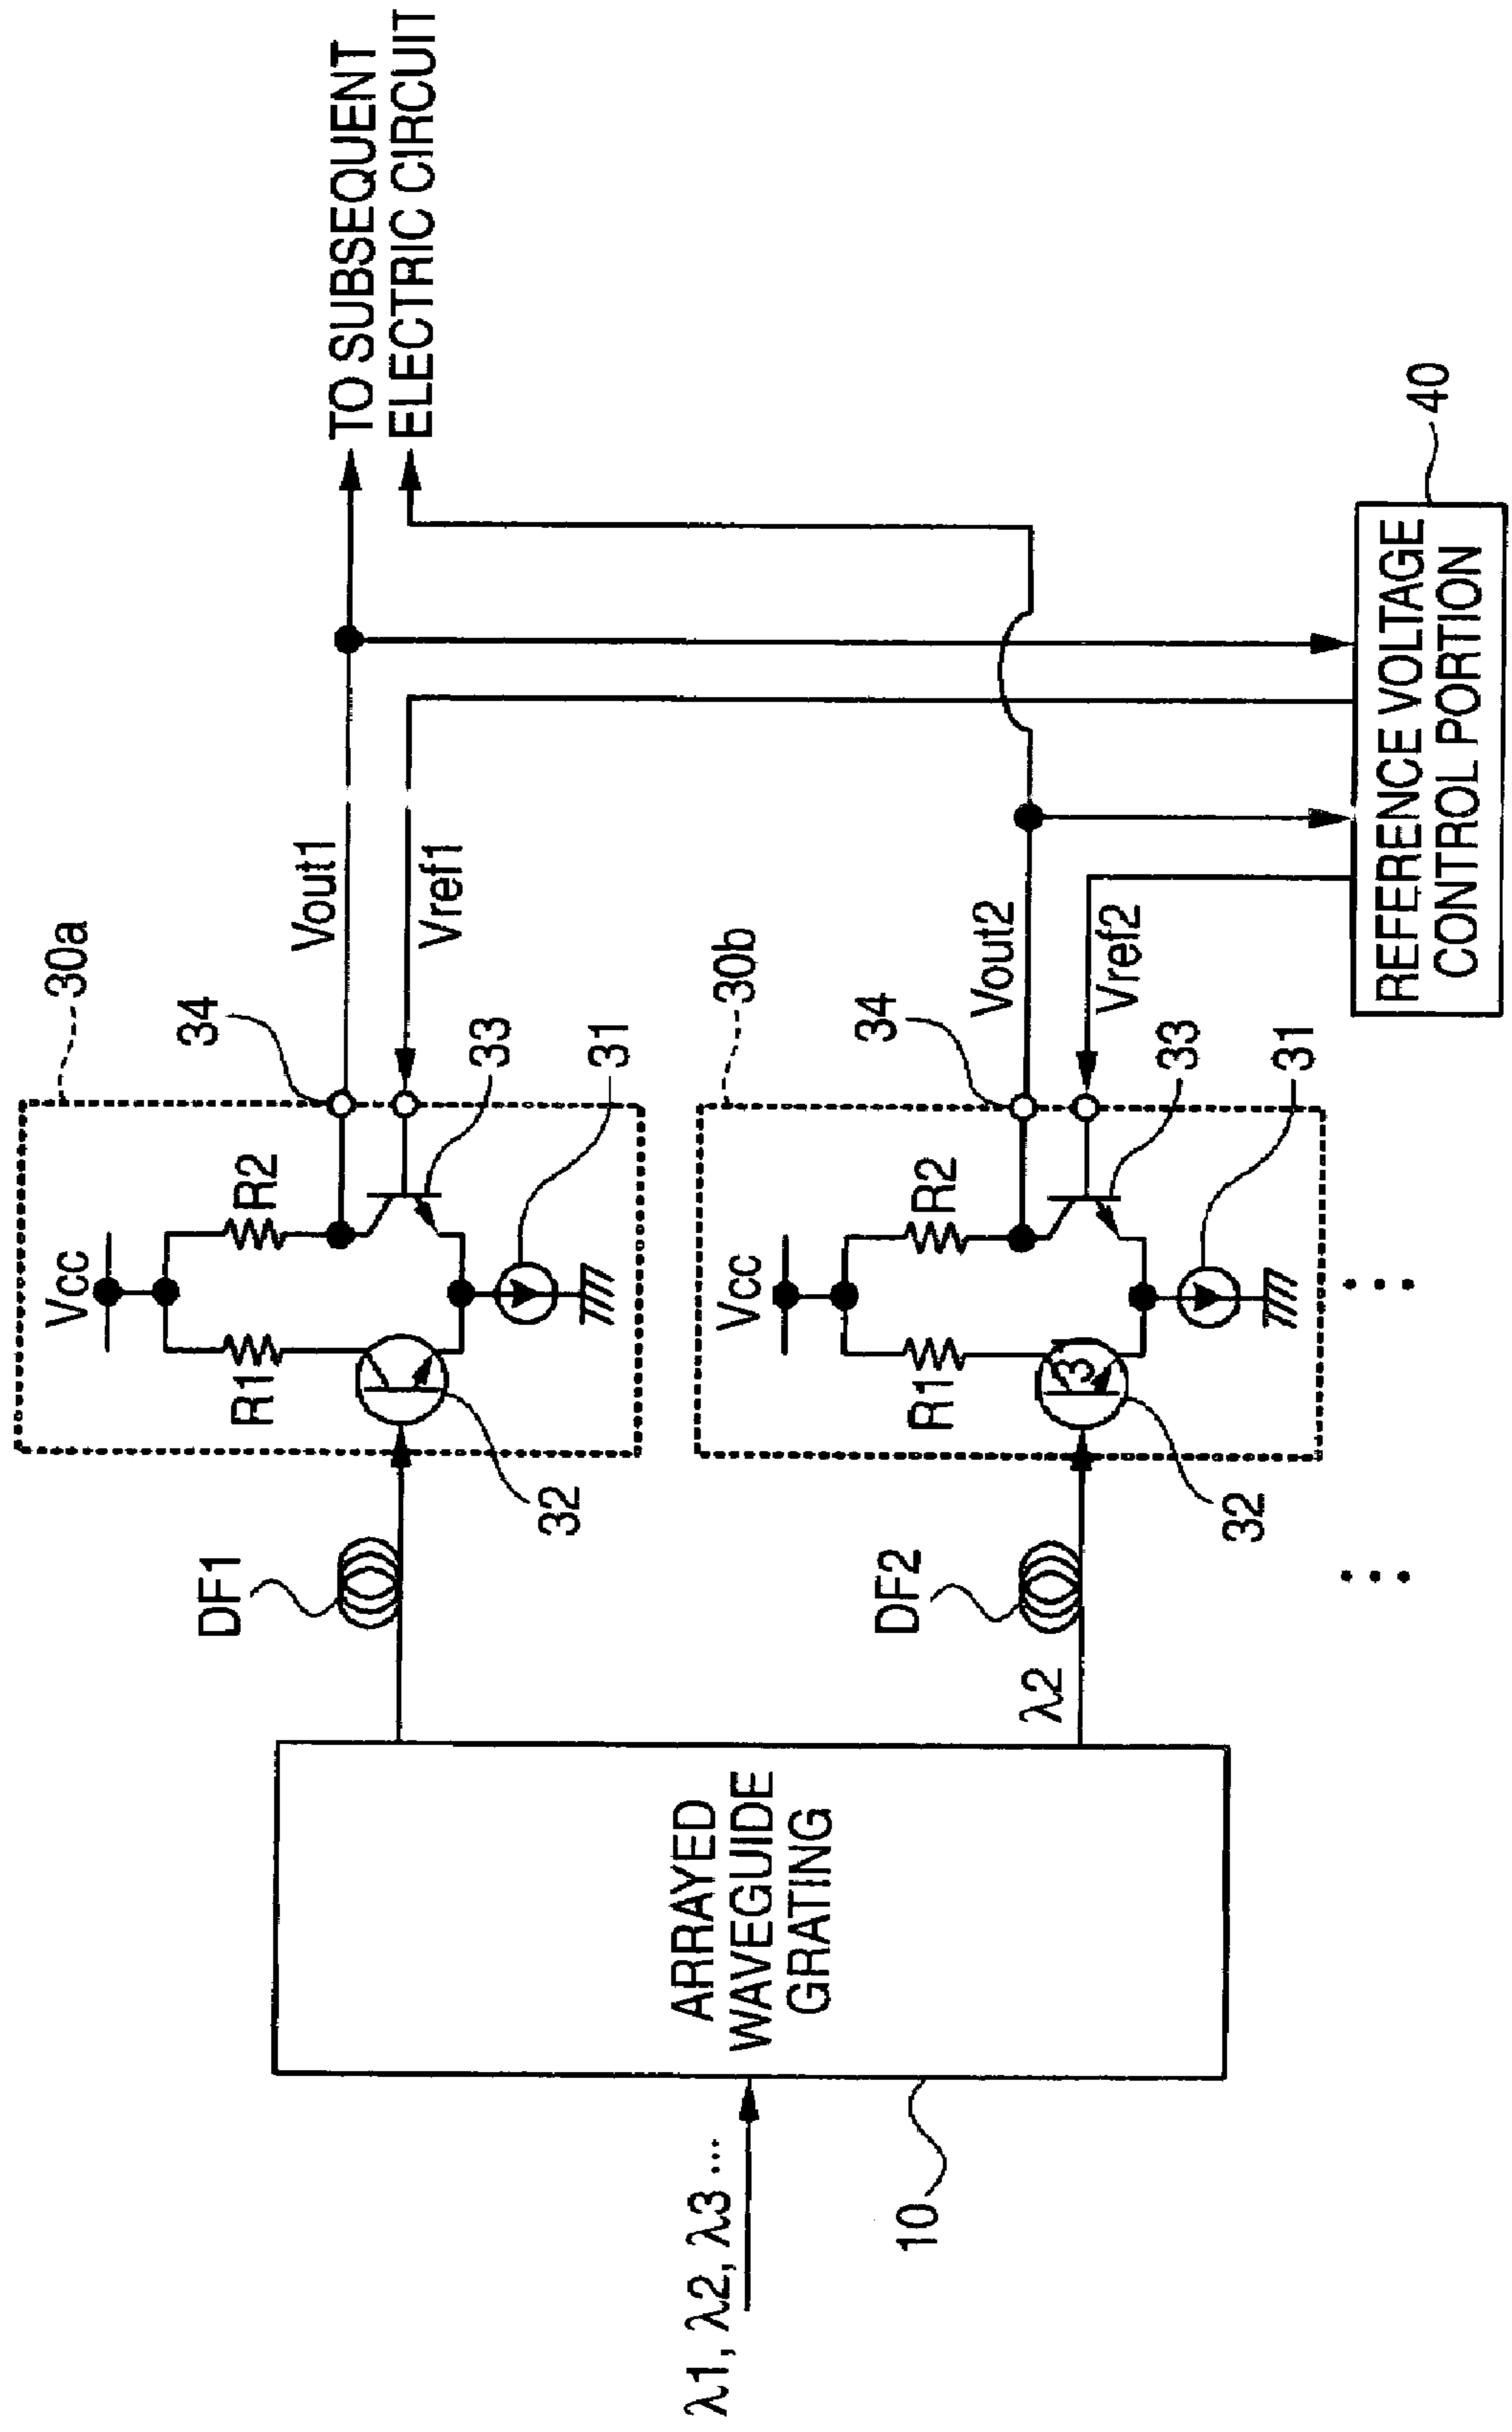 λ1, λ2, λ3 ...
10
ARRAYED
WAVEGUIDE
GRATING
DF1
32
30a
Vcc
R1
R2
34
33
31
Vout1
Vref1
TO SUBSEQUENT
ELECTRIC CIRCUIT
λ2
DF2
32
30b
Vcc
R1
R2
3
34
33
31
Vout2
Vref2
40
REFERENCE VOLTAGE
CONTROL PORTION